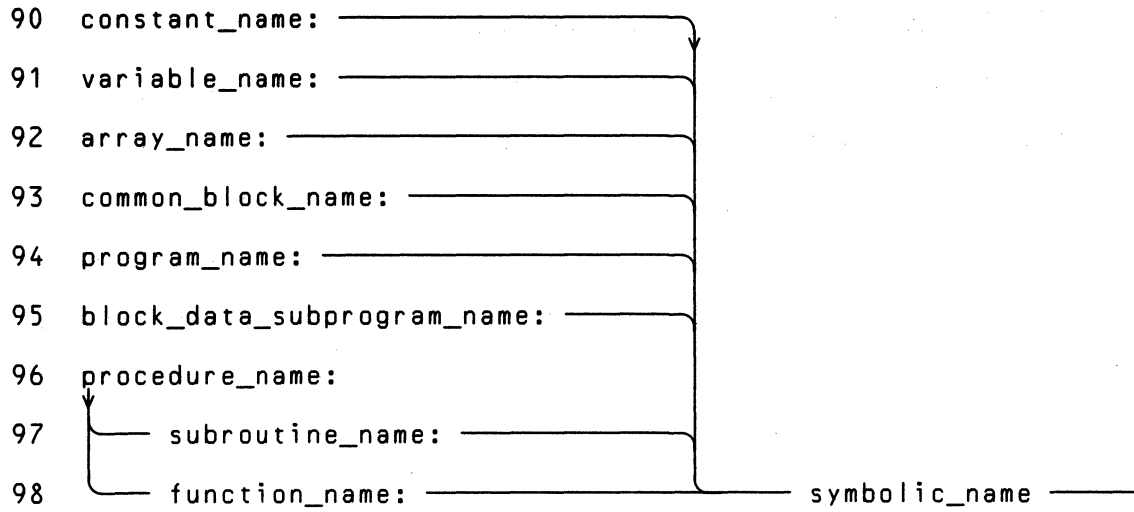 90 constant_name:
91 variable_name:
92 array_name:
93 common_block_name:
94 program_name:
95 block_data_subprogram_name:
96 procedure_name:
97 subroutine_name:
98 function_name: symbolic_name